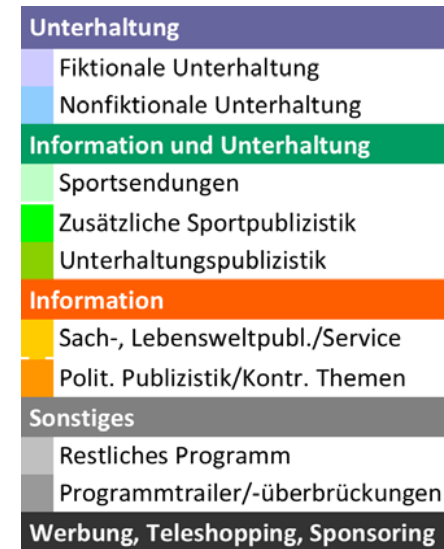 Unterhaltung
Fiktionale Unterhaltung
Nonfiktionale Unterhaltung
Information und Unterhaltung
Sportsendungen
Zusätzliche Sportpublizistik
Unterhaltungspublizistik
Information
Sach-, Lebensweltpubl./Service
Polit. Publizistik/Kontr. Themen
Sonstiges
Restliches Programm
Programmtrailer/-überbrückungen
Werbung, Teleshopping, Sponsoring